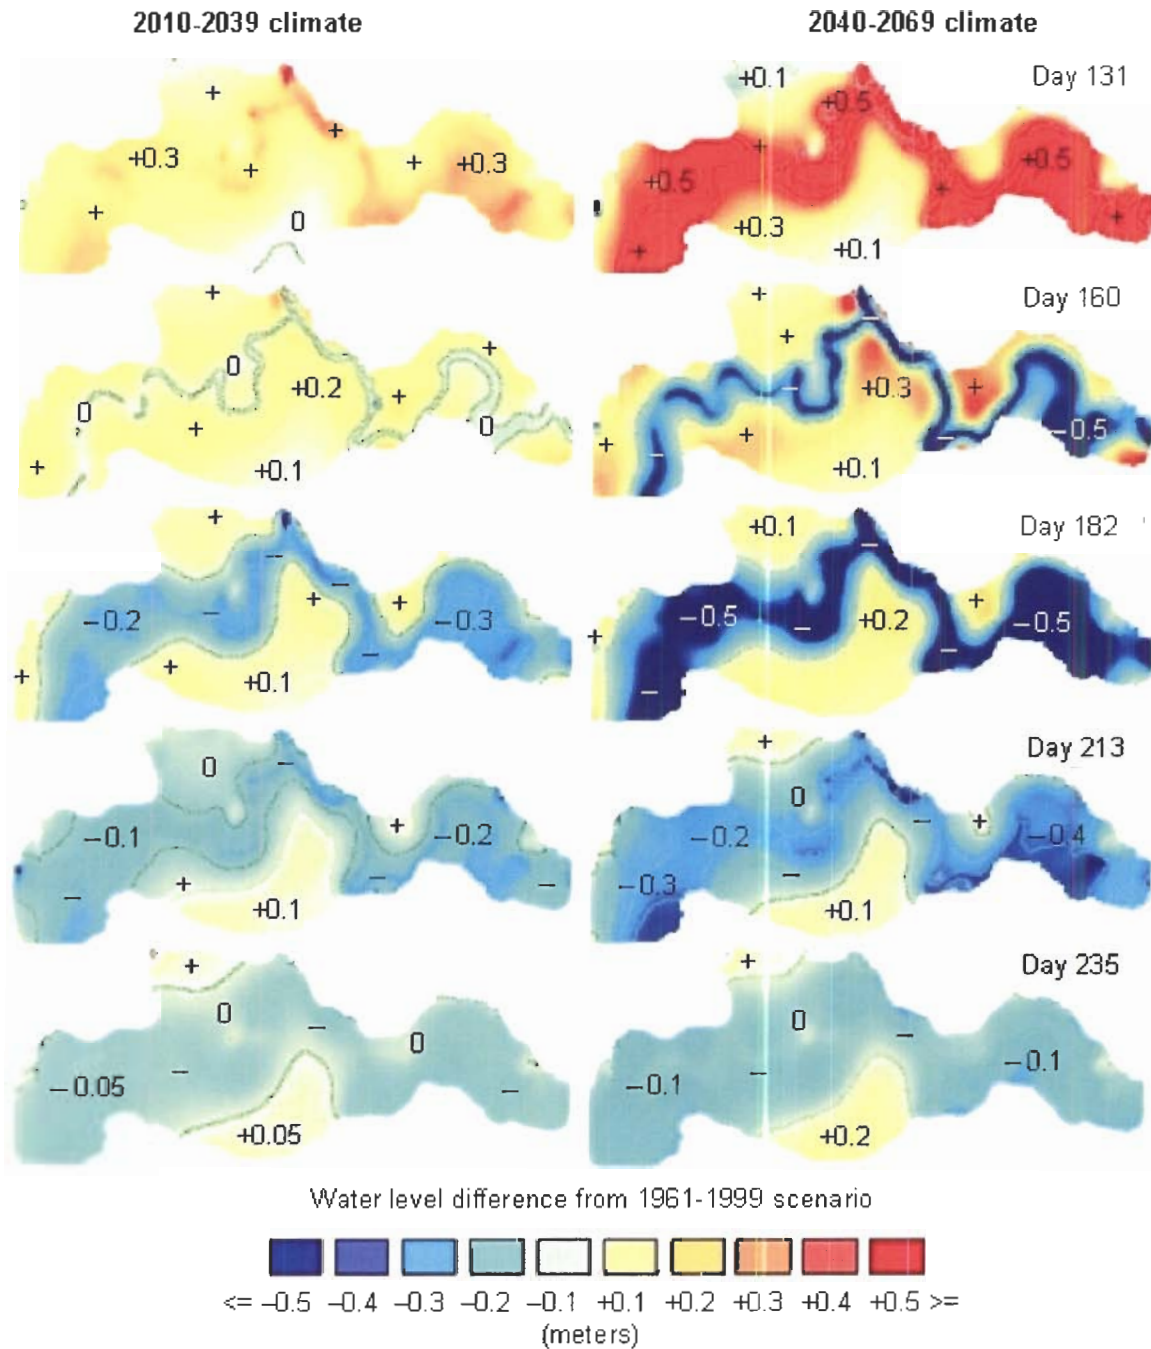 2010-2039 climate 2040-2069 climate
Day 131
+0.1
+ +0.5
+
+0.3 + + +0.3 + +0.5 +0.5
+ 0 + +
+0.3 +0.1 +
Day 160
+ +
0 + + −
+0.2 − +0.3 +
0 + + 0 + − −0.5
+ +0.1 + − +0.1
Day 182
+ +0.1
− − −
−0.2 − + + −0.3 + −0.5 − +0.2 + −0.5
+ + − +0.1 − −
Day 213
0 − + 0
−0.1 + −0.2 −0.2 − + −0.4
− + − − −0.3 −
+0.1 +0.1
Day 235
+ +
0 − 0 0 −
−0.05 − − −0.1 − −0.1
+0.05 +0.2
Water level difference from 1961-1999 scenario
<= −0.5 −0.4 −0.3 −0.2 −0.1 +0.1 +0.2 +0.3 +0.4 +0.5 >=
(meters)